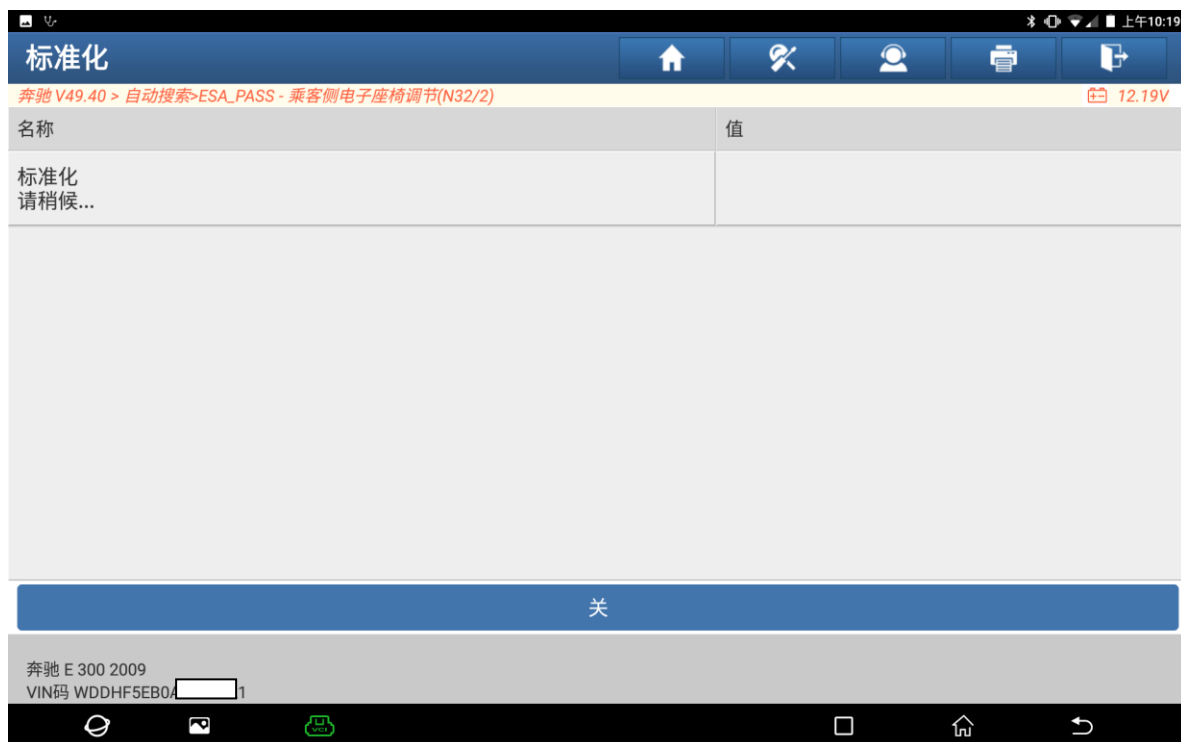 上午10:19
标准化
奔驰 V49.40 > 自动搜索>ESA_PASS - 乘客侧电子座椅调节(N32/2)
12.19V
名称
值
标准化
请稍候...
关
奔驰 E 300 2009
VIN码 WDDHF5EB0A 1
VCI